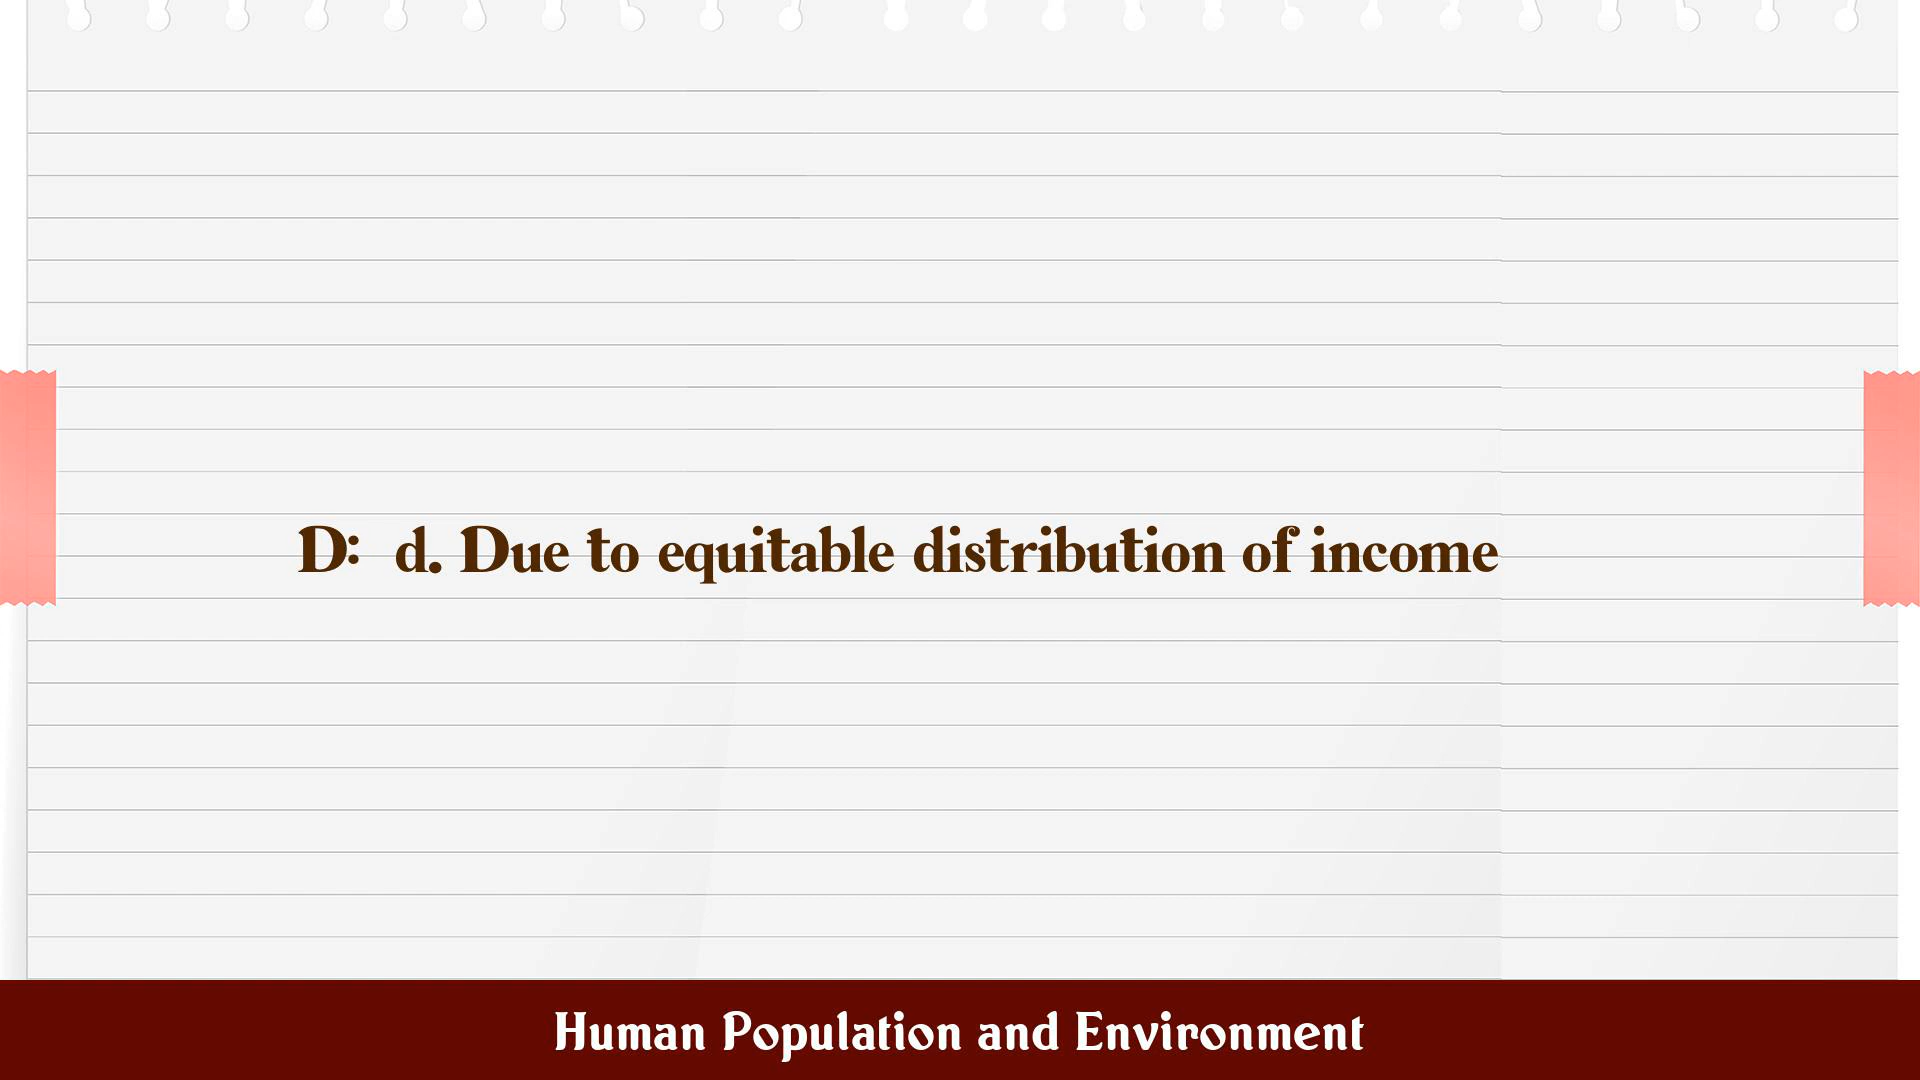 D:  d. Due to equitable distribution of income
Human Population and Environment